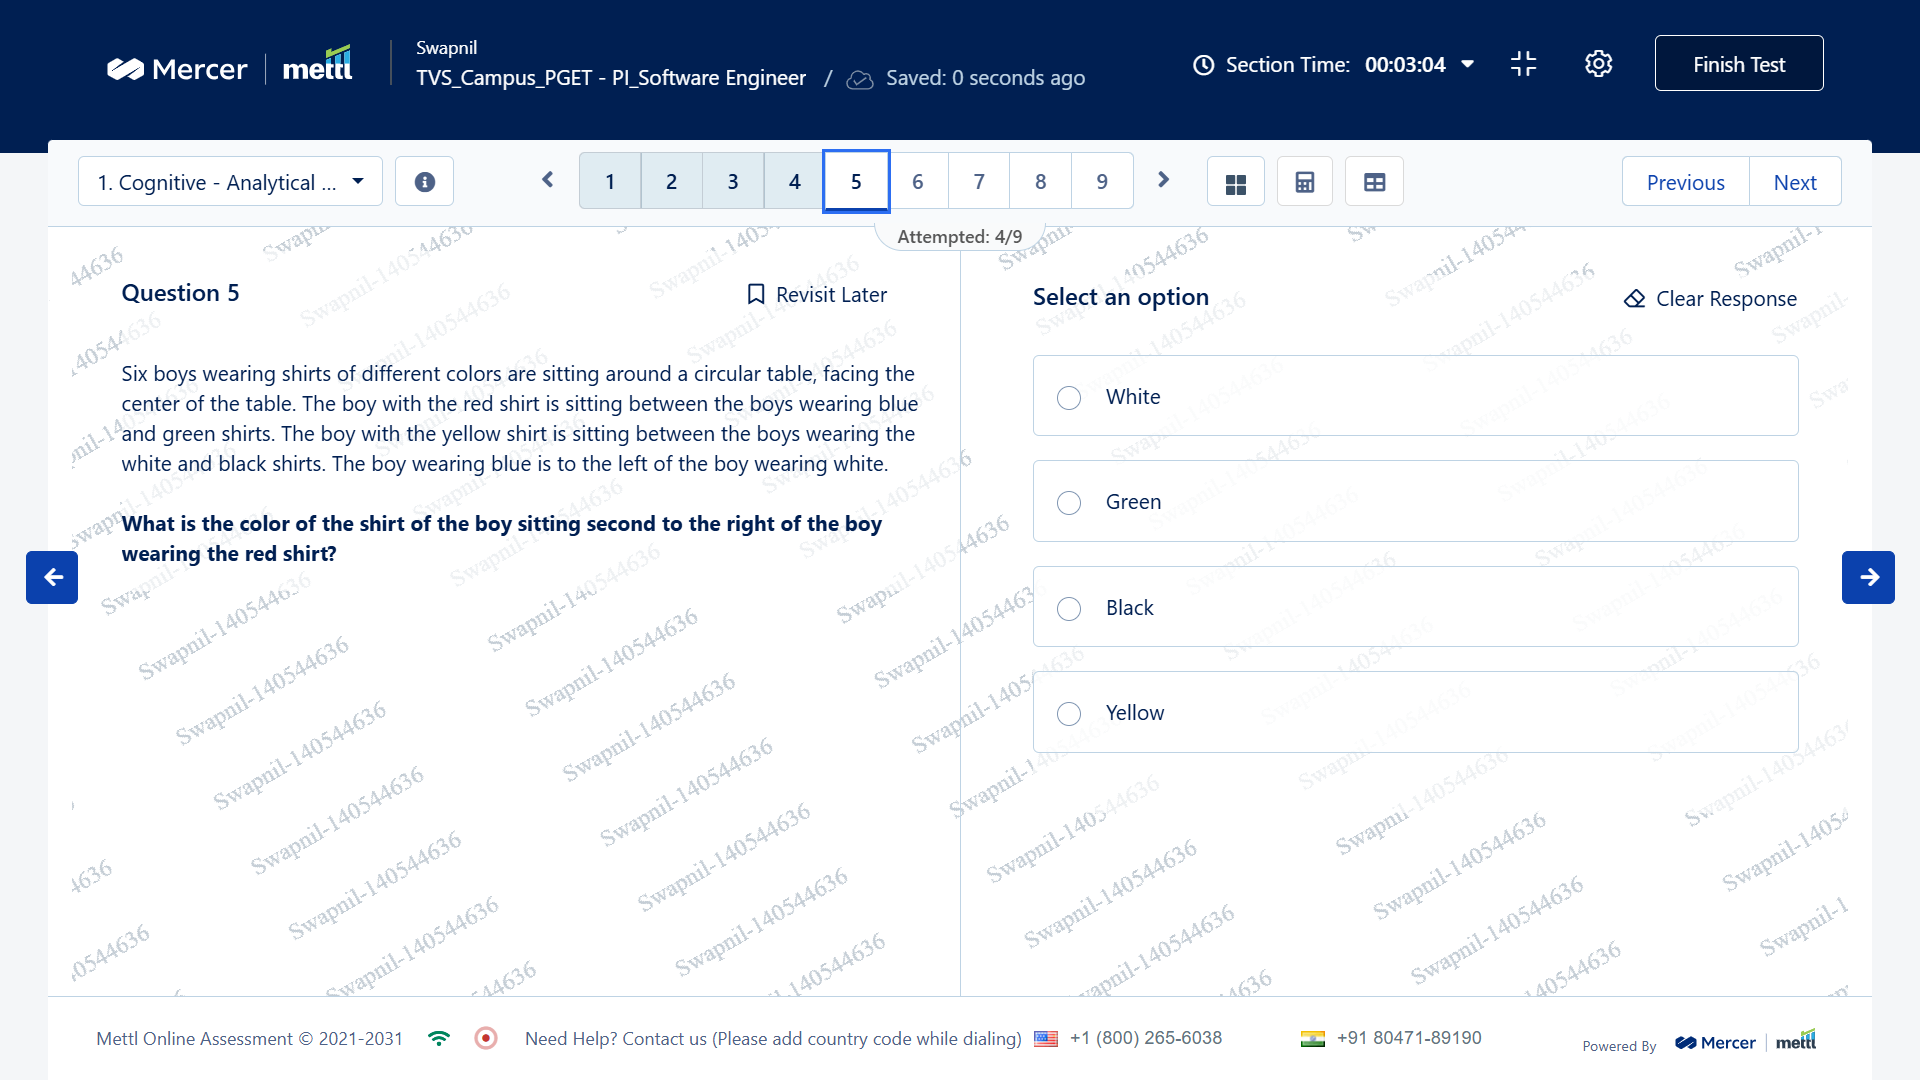 Mercer mettl
Swapnil
TVS_Campus_PGET - PI_Software Engineer / Saved: 0 seconds ago
Section Time: 00:03:04
Finish Test
1. Cognitive - Analytical ...
1 2 3 4 5 6 7 8 9
Previous Next
Attempted: 4/9
Question 5
Revisit Later
Six boys wearing shirts of different colors are sitting around a circular table, facing the
center of the table. The boy with the red shirt is sitting between the boys wearing blue
and green shirts. The boy with the yellow shirt is sitting between the boys wearing the
white and black shirts. The boy wearing blue is to the left of the boy wearing white.
What is the color of the shirt of the boy sitting second to the right of the boy
wearing the red shirt?
Select an option
Clear Response
White
Green
Black
Yellow
Swapnil-140544636
Mettl Online Assessment © 2021-2031
Need Help? Contact us (Please add country code while dialing) +1 (800) 265-6038 +91 80471-89190
Powered By Mercer mettl